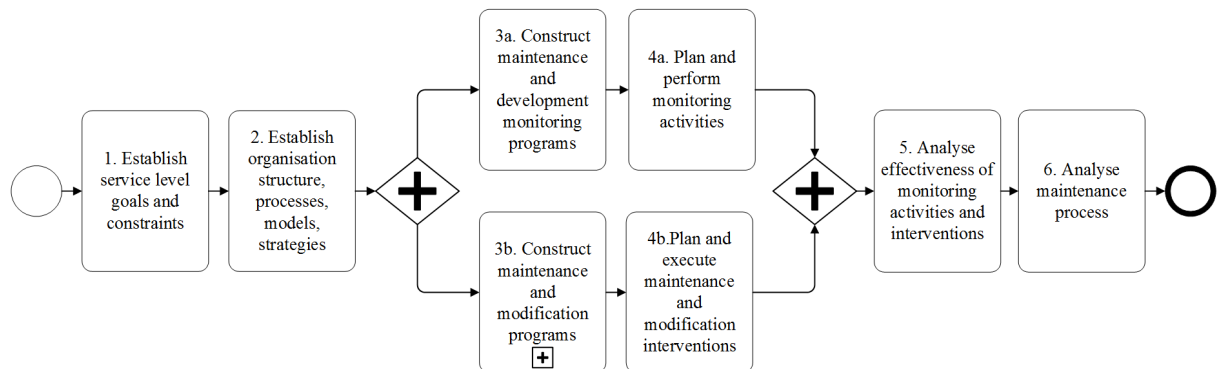 1. Establish
service level
goals and
constraints
2. Establish
organisation
structure,
processes,
models,
strategies
3a. Construct
maintenance
and
development
monitoring
programs
4a. Plan and
perform
monitoring
activities
3b. Construct
maintenance
and
modification
programs
4b.Plan and
execute
maintenance
and
modification
interventions
5. Analyse
effectiveness of
monitoring
activities and
interventions
6. Analyse
maintenance
process